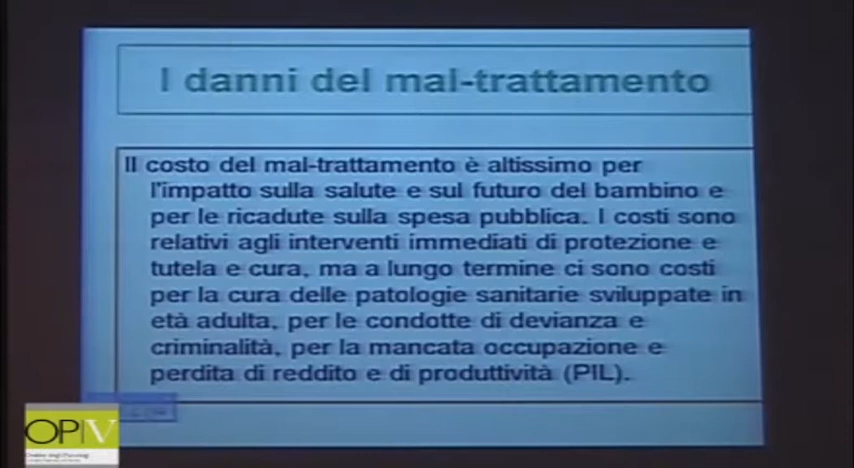 I danni del mal-trattamento
Il costo del mal-trattamento è altissimo per
l'impatto sulla salute e sul futuro del bambino e
per le ricadute sulla spesa pubblica. I costi sono
relativi agli interventi immediati di protezione e
tutela e cura, ma a lungo termine ci sono costi
per la cura delle patologie sanitarie sviluppate in
età adulta, per le condotte di devianza e
criminalità, per la mancata occupazione e
perdita di reddito e di produttività (PIL).
OPIV